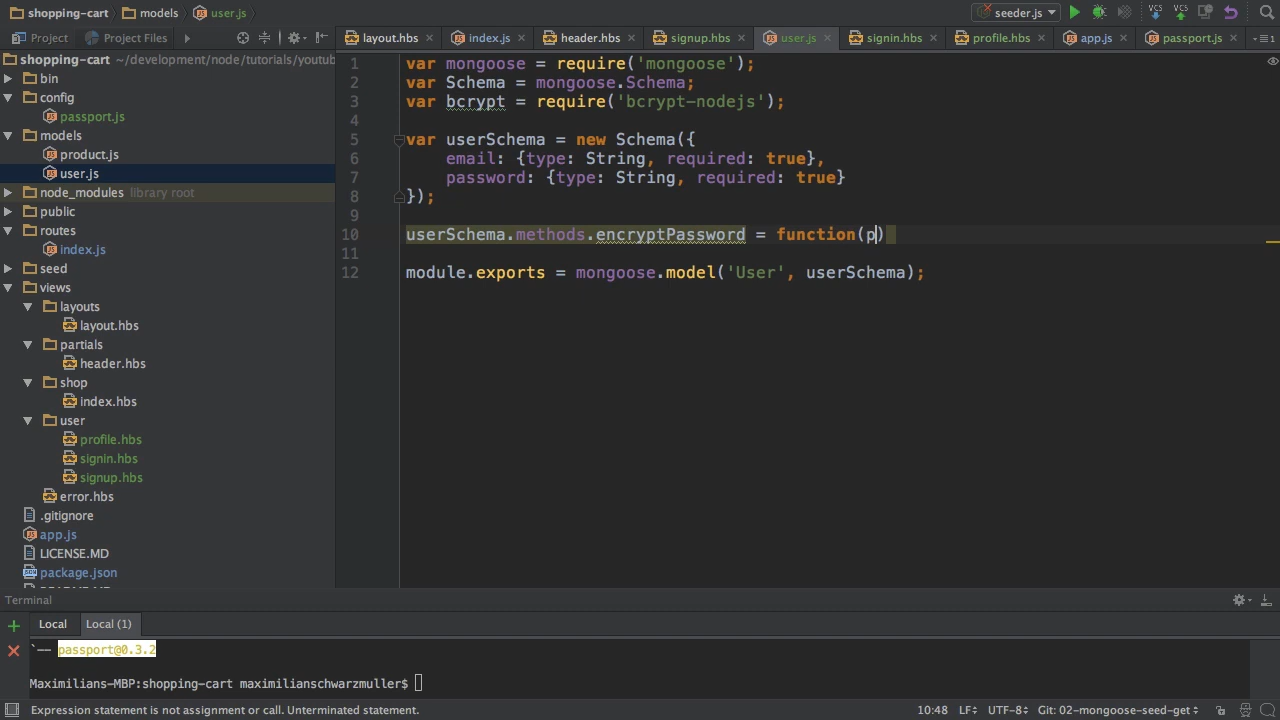 shopping-cart models user.js seeder.js VCS VCS
Project Project Files layout.hbs index.js header.hbs signup.hbs user.js signin.hbs profile.hbs app.js passport.js
shopping-cart ~/development/node/tutorials/youtub
bin
config
passport.js
models
product.js
user.js
node_modules library root
public
routes
index.js
seed
views
layouts
layout.hbs
partials
header.hbs
shop
index.hbs
user
profile.hbs
signin.hbs
signup.hbs
error.hbs
.gitignore
app.js
LICENSE.MD
package.json
1 var mongoose = require('mongoose');
2 var Schema = mongoose.Schema;
3 var bcrypt = require('bcrypt-nodejs');
4
5 var userSchema = new Schema({
6 email: {type: String, required: true},
7 password: {type: String, required: true}
8 });
9
10 userSchema.methods.encryptPassword = function(p)
11
12 module.exports = mongoose.model('User', userSchema);
Terminal
Local Local (1)
`── passport@0.3.2
Maximilians-MBP:shopping-cart maximilianschwarzmuller$
Expression statement is not assignment or call. Unterminated statement. 10:48 LF÷ UTF-8÷ Git: 02-mongoose-seed-get÷